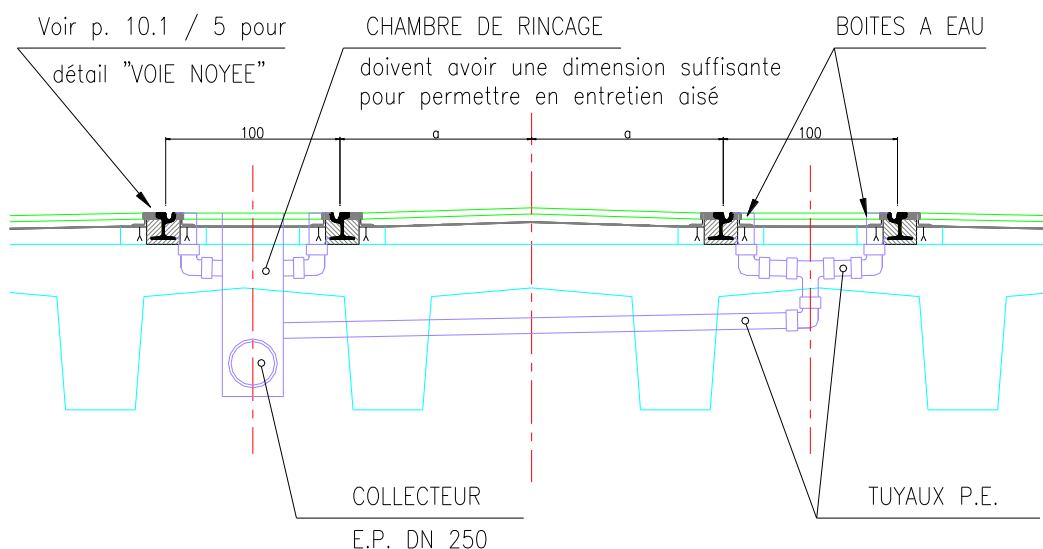 Voir p. 10.1 / 5 pour
détail "VOIE NOYEE"
CHAMBRE DE RINCAGE
doivent avoir une dimension suffisante
pour permettre en entretien aisé
BOITES A EAU
100
a
a
100
COLLECTEUR
E.P. DN 250
TUYAUX P.E.